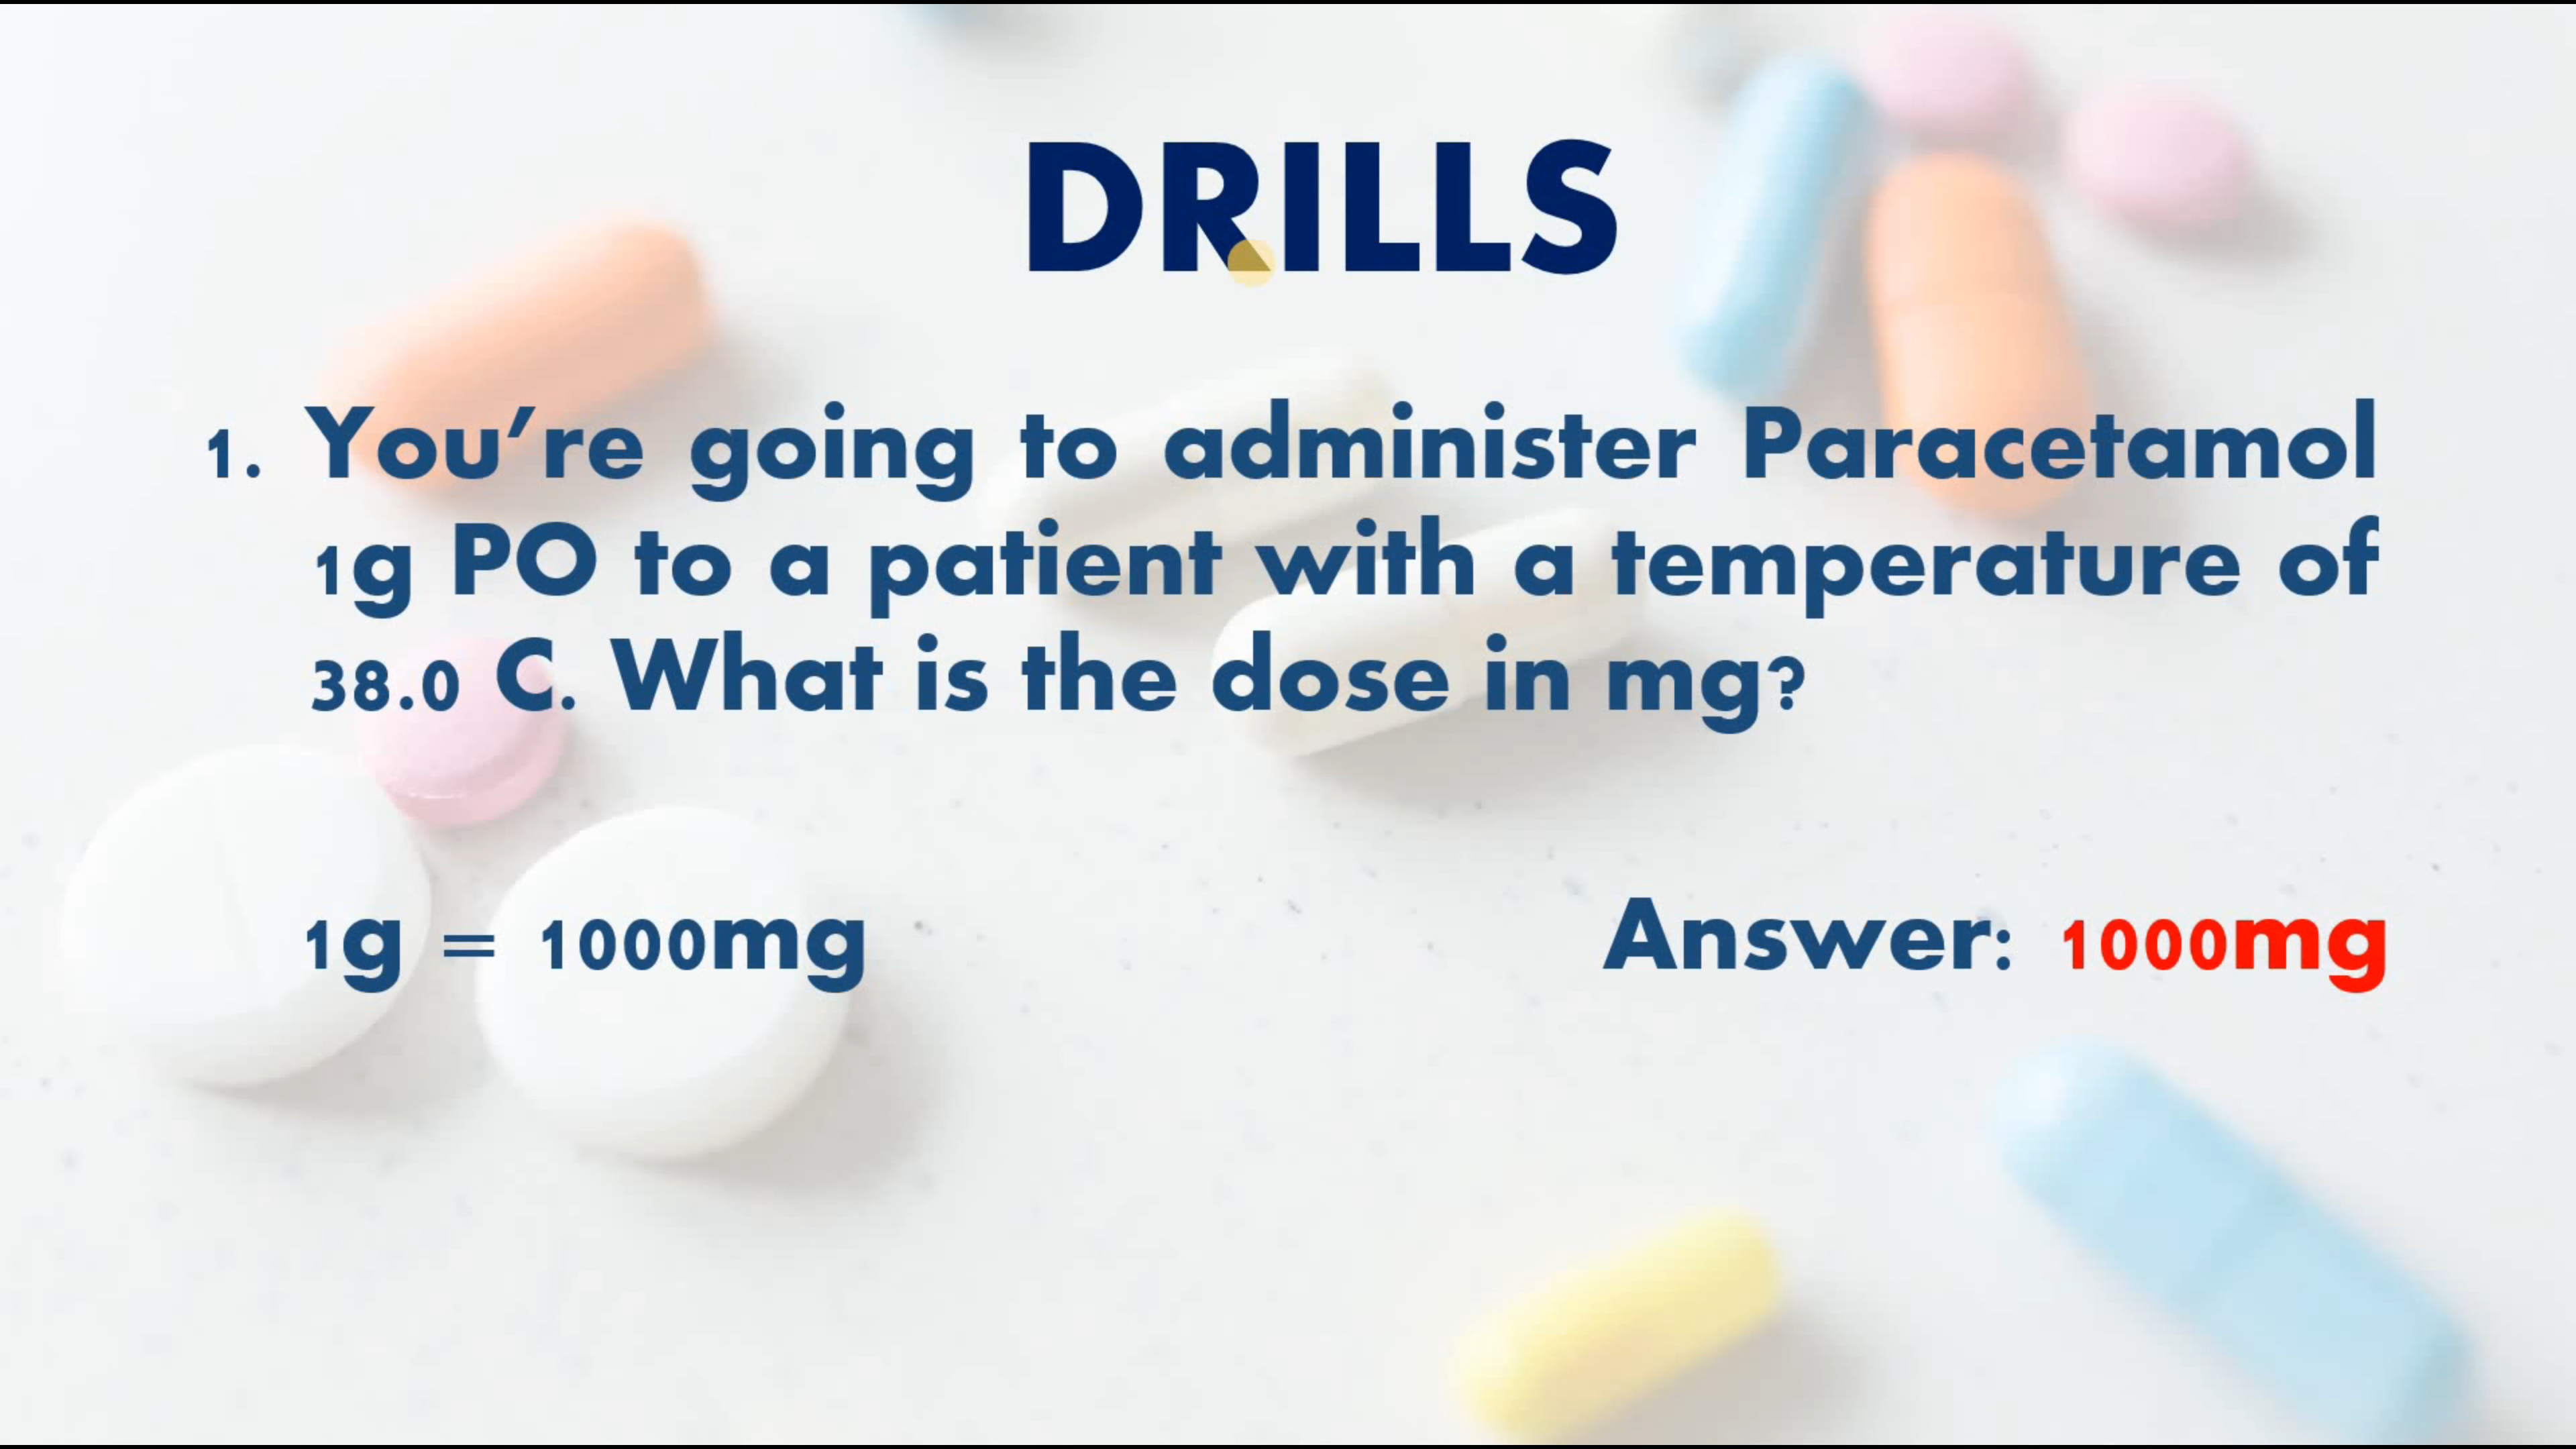 DRILLS
1. You’re going to administer Paracetamol
1g PO to a patient with a temperature of
38.0 C. What is the dose in mg?
1g = 1000mg Answer: 1000mg